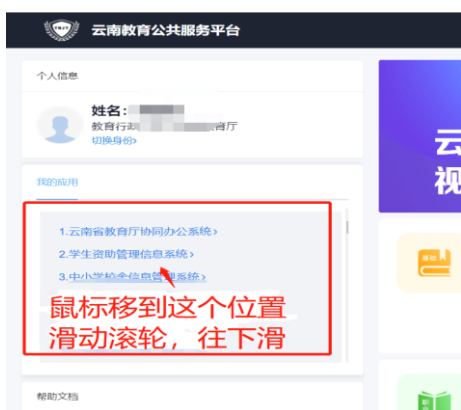 云南教育公共服务平台
个人信息
姓名：
教育行政 育厅
切换身份>
我的应用
1.云南省教育厅协同办公系统>
2.学生资助管理信息系统>
3.中小学校舍信息管理系统>
鼠标移到这个位置
滑动滚轮，往下滑
帮助文档
云
视